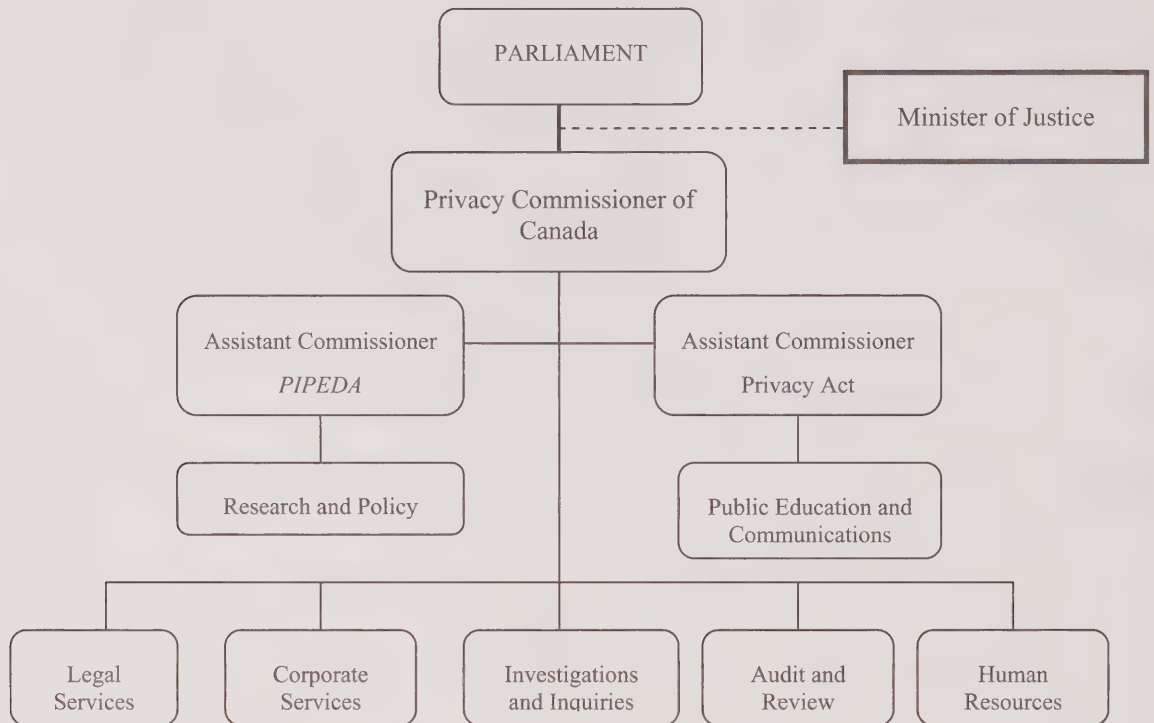 PARLIAMENT
Minister of Justice
Privacy Commissioner of
Canada
Assistant Commissioner
PIPEDA
Assistant Commissioner
Privacy Act
Research and Policy
Public Education and
Communications
Legal
Services
Corporate
Services
Investigations
and Inquiries
Audit and
Review
Human
Resources